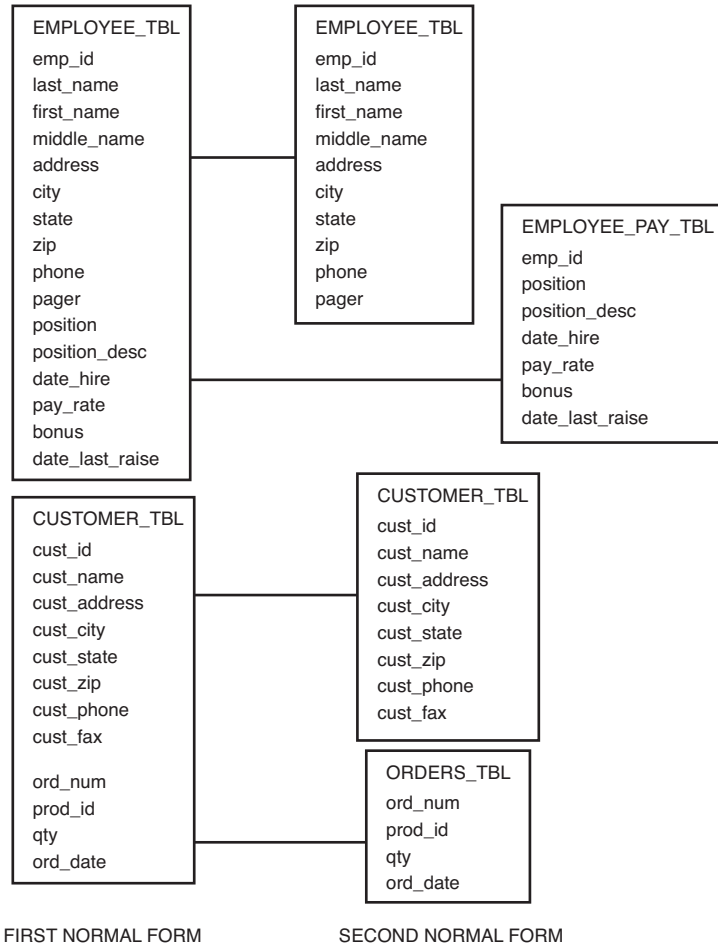 EMPLOYEE_TBL
emp_id
last_name
first_name
middle_name
address
city
state
zip
phone
pager
position
position_desc
date_hire
pay_rate
bonus
date_last_raise
EMPLOYEE_TBL
emp_id
last_name
first_name
middle_name
address
city
state
zip
phone
pager
EMPLOYEE_PAY_TBL
emp_id
position
position_desc
date_hire
pay_rate
bonus
date_last_raise
CUSTOMER_TBL
cust_id
cust_name
cust_address
cust_city
cust_state
cust_zip
cust_phone
cust_fax
ord_num
prod_id
qty
ord_date
CUSTOMER_TBL
cust_id
cust_name
cust_address
cust_city
cust_state
cust_zip
cust_phone
cust_fax
ORDERS_TBL
ord_num
prod_id
qty
ord_date
FIRST NORMAL FORM
SECOND NORMAL FORM